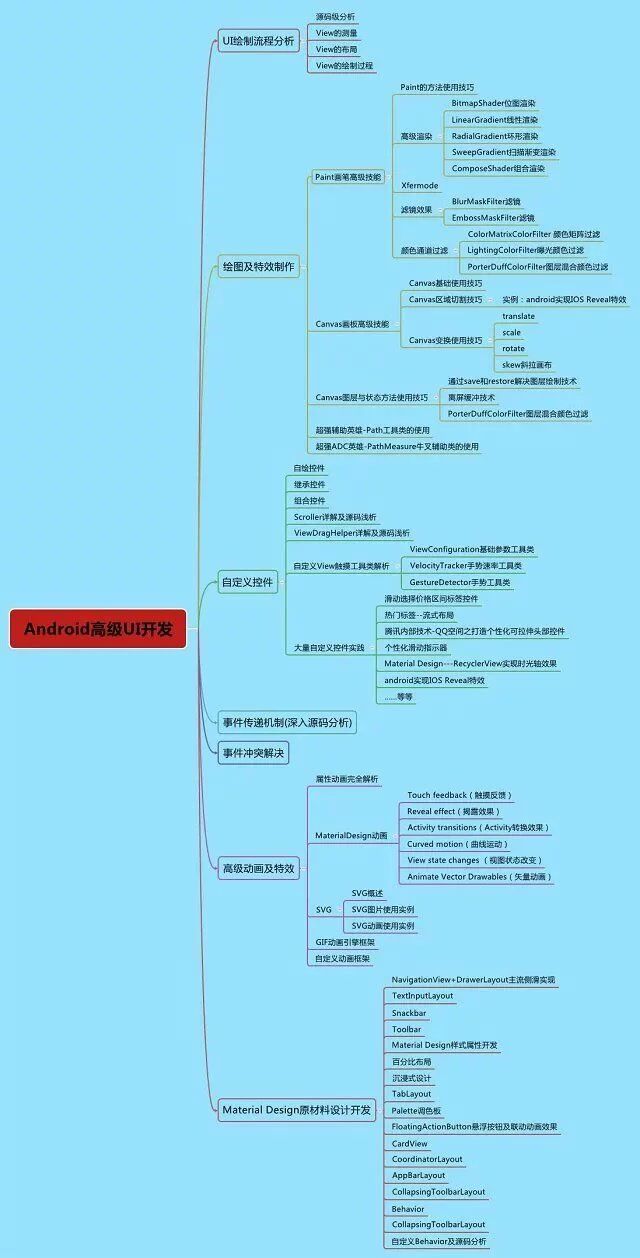 Android高级UI开发
UI绘制流程分析
源码级分析
View的测量
View的布局
View的绘制过程
绘图及特效制作
Paint画笔高级技能
Paint的方法使用技巧
高级渲染
BitmapShader位图渲染
LinearGradient线性渲染
RadialGradient环形渲染
SweepGradient扫描渐变渲染
ComposeShader组合渲染
Xfermode
滤镜效果
BlurMaskFilter滤镜
EmbossMaskFilter滤镜
颜色通道过滤
ColorMatrixColorFilter 颜色矩阵过滤
LightingColorFilter曝光颜色过滤
PorterDuffColorFilter图层混合颜色过滤
Canvas画板高级技能
Canvas基础使用技巧
Canvas区域切割技巧
实例：android实现IOS Reveal特效
Canvas变换使用技巧
translate
scale
rotate
skew斜拉画布
Canvas图层与状态方法使用技巧
通过save和restore解决图层绘制技术
离屏缓冲技术
PorterDuffColorFilter图层混合颜色过滤
超强辅助英雄-Path工具类的使用
超强ADC英雄-PathMeasure牛叉辅助类的使用
自定义控件
自绘控件
继承控件
组合控件
Scroller详解及源码浅析
ViewDragHelper详解及源码浅析
自定义View触摸工具类解析
ViewConfiguration基础参数工具类
VelocityTracker手势速率工具类
GestureDetector手势工具类
大量自定义控件实践
滑动选择价格区间标签控件
热门标签--流式布局
腾讯内部技术-QQ空间之打造个性化可拉伸头部控件
个性化滑动指示器
Material Design---RecyclerView实现时光轴效果
android实现IOS Reveal特效
……等等
事件传递机制(深入源码分析)
事件冲突解决
高级动画及特效
属性动画完全解析
MaterialDesign动画
Touch feedback（触摸反馈）
Reveal effect（揭露效果）
Activity transitions（Activity转换效果）
Curved motion（曲线运动）
View state changes （视图状态改变）
Animate Vector Drawables（矢量动画）
SVG
SVG概述
SVG图片使用实例
SVG动画使用实例
GIF动画引擎框架
自定义动画框架
Material Design原材料设计开发
NavigationView+DrawerLayout主流侧滑实现
TextInputLayout
Snackbar
Toolbar
Material Design样式属性开发
百分比布局
沉浸式设计
TabLayout
Palette调色板
FloatingActionButton悬浮按钮及联动动画效果
CardView
CoordinatorLayout
AppBarLayout
CollapsingToolbarLayout
Behavior
CollapsingToolbarLayout
自定义Behavior及源码分析